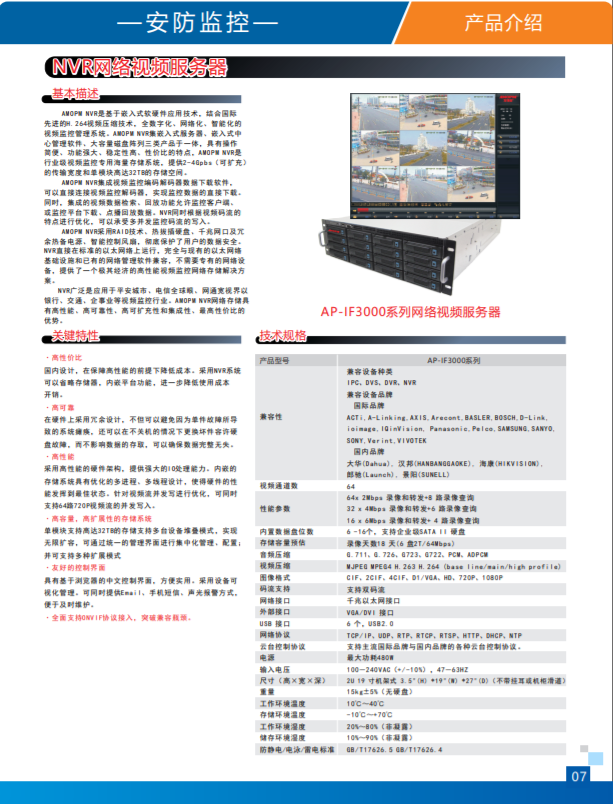 —安防监控—
产品介绍
NVR网络视频服务器
基本描述
AMOPM NVR是基于嵌入式软硬件应用技术，结合国际
先进的H.264视频压缩技术，全数字化、网络化、智能化的
视频监控管理系统。AMOPM NVR集嵌入式服务器、嵌入式中
心管理软件、大容量磁盘阵列三类产品于一体，具有操作
简便、功能强大、稳定性高、性价比的特点，AMOPM NVR是
行业级视频监控专用海量存储系统，提供2-4Gpbs（可扩充）
的传输宽度和单模块高达32TB的存储空间。
AMOPM NVR集成视频监控编码解码器数据下载软件，
可以直接连接视频监控解码器，实现监控数据的直接下载。
同时，集成的视频数据检索、回放功能允许监控客户端、
或监控平台下载、点播回放数据。NVR同时根据视频码流的
特点进行优化，可以承受多并发监控码流的写入。
AMOPM NVR采用RAID技术、热拔插硬盘、千兆网口及冗
余热备电源、智能控制风扇，彻底保护了用户的数据安全。
NVR直接在标准的以太网络上运行，完全与现有的以太网络
基础设施和已有的网络管理软件兼容，不需要专有的网络设
备，提供了一个极其经济的高性能视频监控网络存储解决方
案。
NVR广泛是应用于平安城市、电信全球眼、网通宽视界以
银行、交通、企事业等视频监控行业。AMOPM NVR网络存储具
有高性能、高可靠性、高可扩充性和集成性、最高性价比的
优势。
AP-IF3000系列网络视频服务器
关键特性
·高性价比
国内设计，在保障高性能的前提下降低成本。采用NVR系统
可以省略存储器，内嵌平台功能，进一步降低使用成本
开销。
·高可靠
在硬件上采用冗余设计，不但可以避免因为单件故障所导
致的系统瘫痪，还可以在不关机的情况下更换坏件容许硬
盘故障，而不影响数据的存取，可以确保数据完整无失。
·高性能
采用高性能的硬件架构，提供强大的IO处理能力。内嵌的
存储系统具有优化的多进程、多线程设计，使得硬件的性
能发挥到最佳状态。针对视频流并发写进行优化，可同时
支持64路720P视频流的并发写入。
·高容量，高扩展性的存储系统
单模块支持高达32TB的存储支持多台设备堆叠模式，实现
无限扩容，可通过统一的管理界面进行集中化管理、配置；
并可支持多种扩展模式
·友好的控制界面
具有基于浏览器的中文控制界面，方便实用。采用设备可
视化管理。可同时提供Email、手机短信、声光报警方式，
便于及时维护。
·全面支持ONVIF协议接入，突破兼容瓶颈。
技术规格
产品型号 AP-IF3000系列
兼容性 兼容设备种类
IPC、DVS、DVR、NVR
兼容设备品牌
国际品牌
ACTi,A-Linking,AXIS,Arecont,BASLER,BOSCH,D-Link,
ioimage,IQinVision, Panasonic,Pelco,SAMSUNG,SANYO,
SONY,Verint,VIVOTEK
国内品牌
大华(Dahua)、汉邦(HANBANGGAOKE)、海康(HIKVISION)、
郎驰(Launch)、景阳(SUNELL)
视频通道数 64
性能参数 64x 2Mbps 录像和转发+8 路录像查询
32 x 4Mbps 录像和转发+6 路录像查询
16 x 6Mbps 录像和转发+ 4 路录像查询
内置数据盘位数 6 -16个，支持企业级SATA II 硬盘
存储容量预估 录像天数18 天(6 盘2T/64Mbps)
音频压缩 G.711、G.726、G723、G722、PCM、ADPCM
视频压缩 MJPEG MPEG4 H.263 H.264 (base line/main/high profile)
图像格式 CIF、2CIF、4CIF、D1/VGA、HD、720P、1080P
码流支持 支持双码流
网络接口 千兆以太网接口
外部接口 VGA/DVI 接口
USB 接口 6 个，USB2.0
网络协议 TCP/IP、UDP、RTP、RTCP、RTSP、HTTP、DHCP、NTP
云台控制协议 支持主流国际品牌与国内品牌的各种云台控制协议。
电源 最大功耗480W
输入电压 100~240VAC (+/-10%)，47~63HZ
尺寸（高×宽×深） 2U 19 寸机架式 3.5"(H) *19"(W) *27"(D)（不带挂耳或机柜滑道）
重量 15kg±5%（无硬盘）
工作环境温度 10℃~40℃
存储环境温度 -10℃~+70℃
工作环境湿度 20%~80%（非凝露）
储存环境湿度 10%~90%（非凝露）
防静电/电泳/雷电标准 GB/T17626.5 GB/T17626.4
07